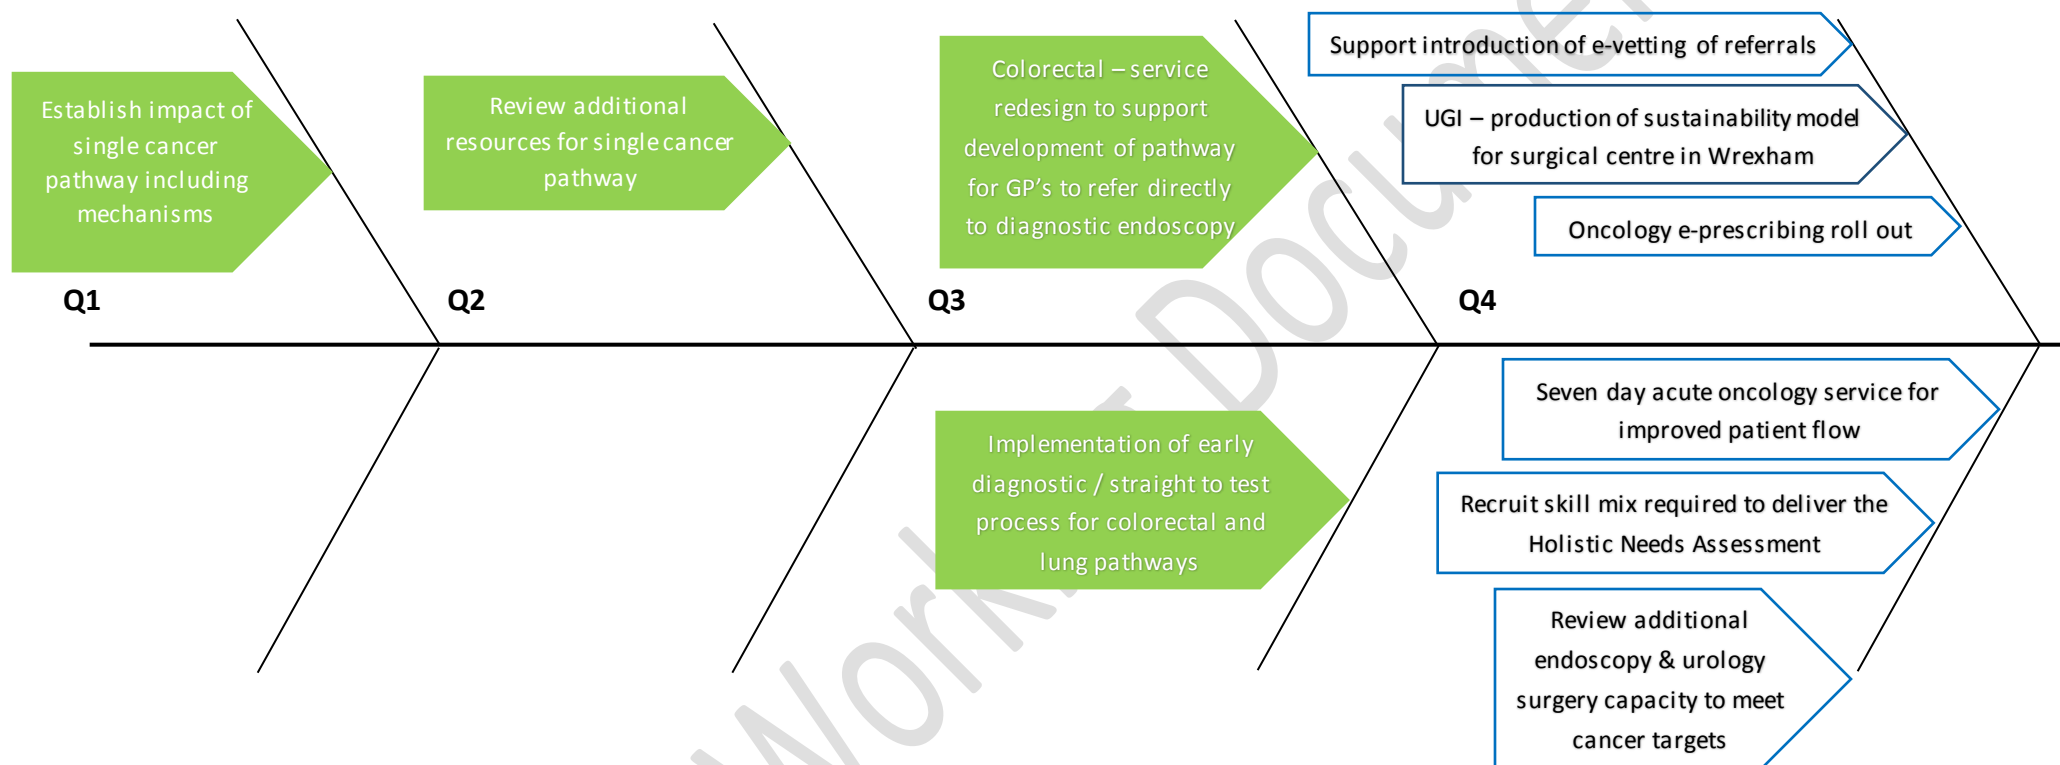 Establish impact of
single cancer
pathway including
mechanisms
Q1
Review additional
resources for single cancer
pathway
Q2
Colorectal – service
redesign to support
development of pathway
for GP's to refer directly
to diagnostic endoscopy
Q3
Support introduction of e-vetting of referrals
UGI – production of sustainability model
for surgical centre in Wrexham
Oncology e-prescribing roll out
Q4
Implementation of early
diagnostic / straight to test
process for colorectal and
lung pathways
Seven day acute oncology service for
improved patient flow
Recruit skill mix required to deliver the
Holistic Needs Assessment
Review additional
endoscopy & urology
surgery capacity to meet
cancer targets